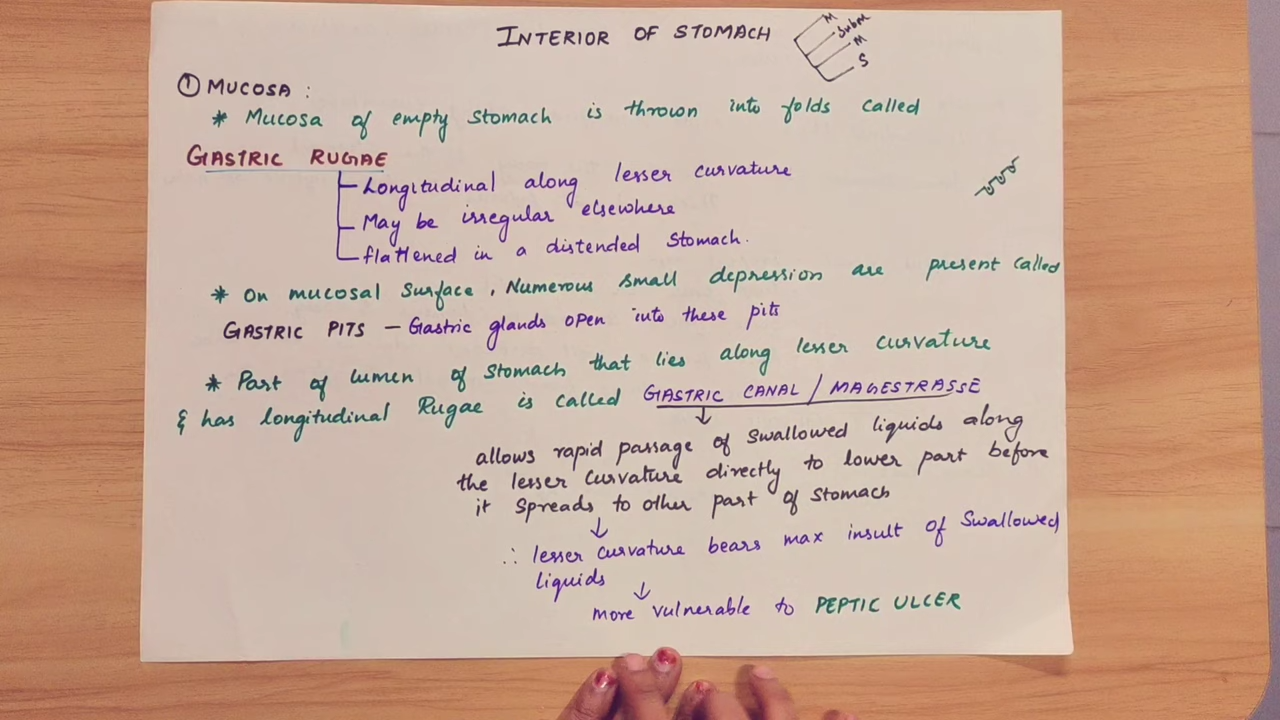 INTERIOR OF STOMACH
M
Subm
M
S
① MUCOSA :
* Mucosa of empty Stomach is thrown into folds called
GASTRIC RUGAE
Longitudinal along lesser curvature
May be irregular elsewhere
flattened in a distended Stomach.
* On mucosal Surface, Numerous small depression are present called
GASTRIC PITS – Gastric glands open into these pits
* Part of lumen of Stomach that lies along lesser curvature
& has longitudinal Rugae is called GASTRIC CANAL / MAGESTRASSE
↓
allows rapid passage of Swallowed liquids along
the lesser Curvature directly to lower part before
it Spreads to other part of Stomach
↓
∴ lesser curvature bears max insult of Swallowed
liquids
↓
more vulnerable to PEPTIC ULCER